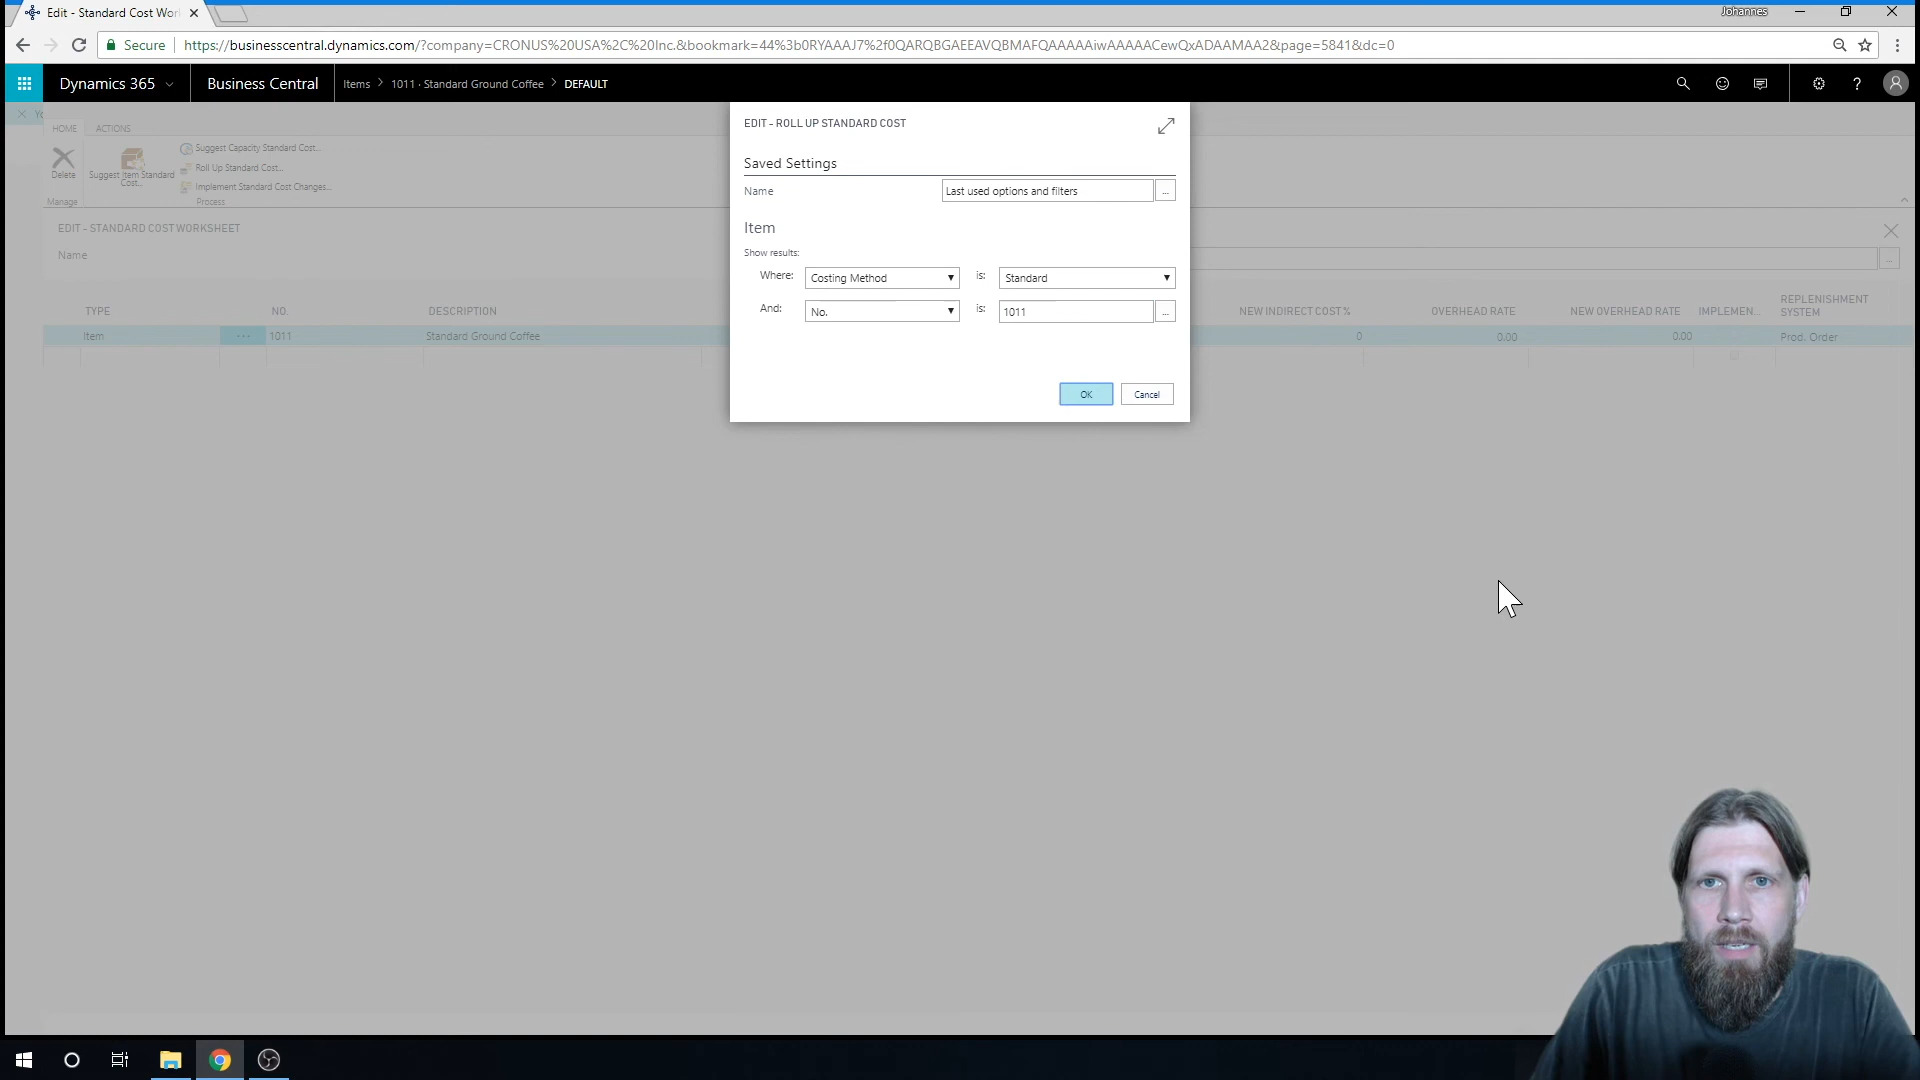 Edit - Standard Cost Wor
Johannes
Secure
https://businesscentral.dynamics.com/?company=CRONUS%20USA%2C%20Inc.&bookmark=44%3b0RYAAAJ7%2f0QARQBGAEEAVQBMAFQAAAAAiwAAAAACewQxADAAMAA2&page=5841&dc=0
Dynamics 365
Business Central
Items > 1011 · Standard Ground Coffee > DEFAULT
HOME ACTIONS
Delete
Manage
Suggest Item Standard Cost...
Suggest Capacity Standard Cost...
Roll Up Standard Cost...
Implement Standard Cost Changes...
Process
EDIT - STANDARD COST WORKSHEET
Name
EDIT - ROLL UP STANDARD COST
Saved Settings
Name Last used options and filters ...
Item
Show results:
Where: Costing Method is: Standard
And: No. is: 1011 ...
OK Cancel
TYPE NO. DESCRIPTION NEW INDIRECT COST % OVERHEAD RATE NEW OVERHEAD RATE IMPLEMEN... REPLENISHMENT SYSTEM
Item ... 1011 Standard Ground Coffee 0 0.00 0.00 Prod. Order